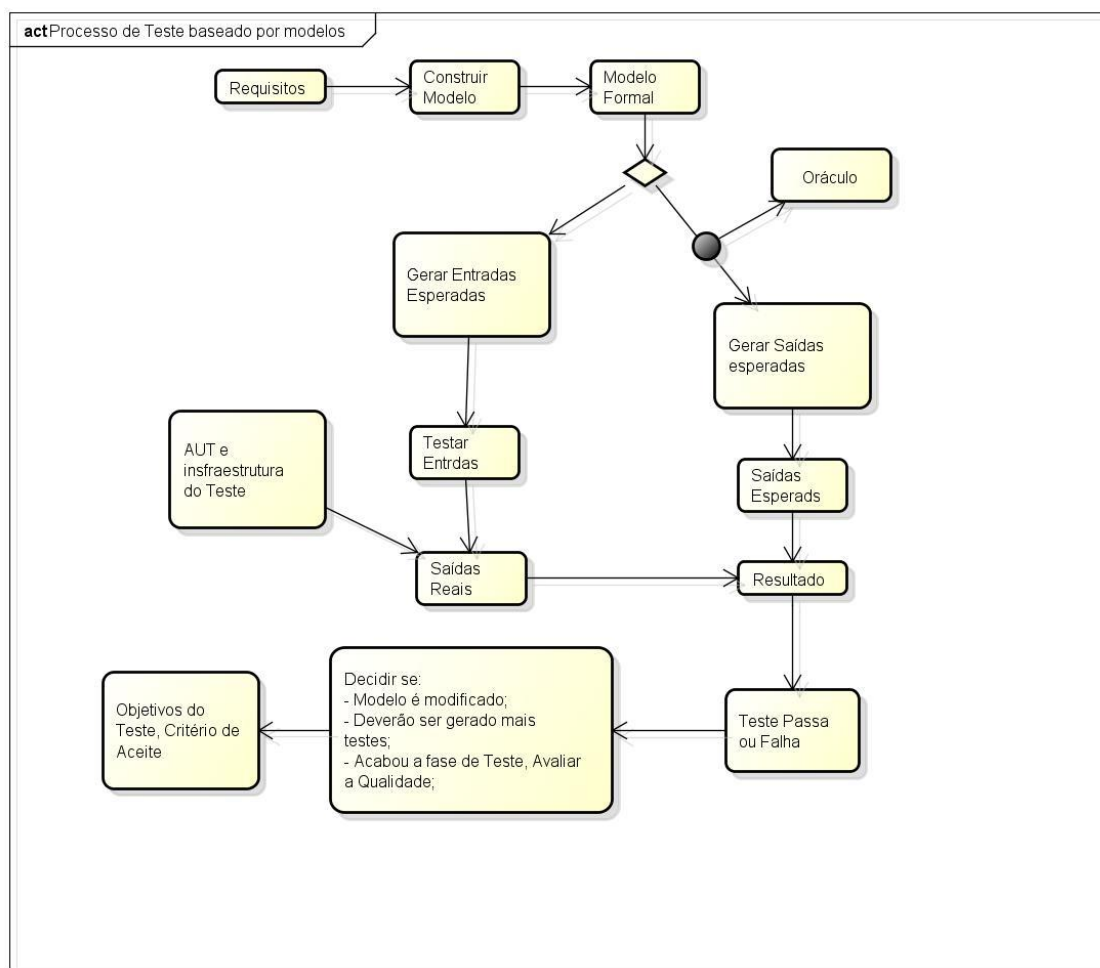 act Processo de Teste baseado por modelos
Requisitos
Construir
Modelo
Modelo
Formal
Oráculo
Gerar Entradas
Esperadas
Gerar Saídas
esperadas
AUT e
insfraestrutura
do Teste
Testar
Entrdas
Saídas
Esperads
Saídas
Reais
Resultado
Objetivos do
Teste, Critério de
Aceite
Decidir se:
- Modelo é modificado;
- Deverão ser gerado mais
testes;
- Acabou a fase de Teste, Avaliar
a Qualidade;
Teste Passa
ou Falha